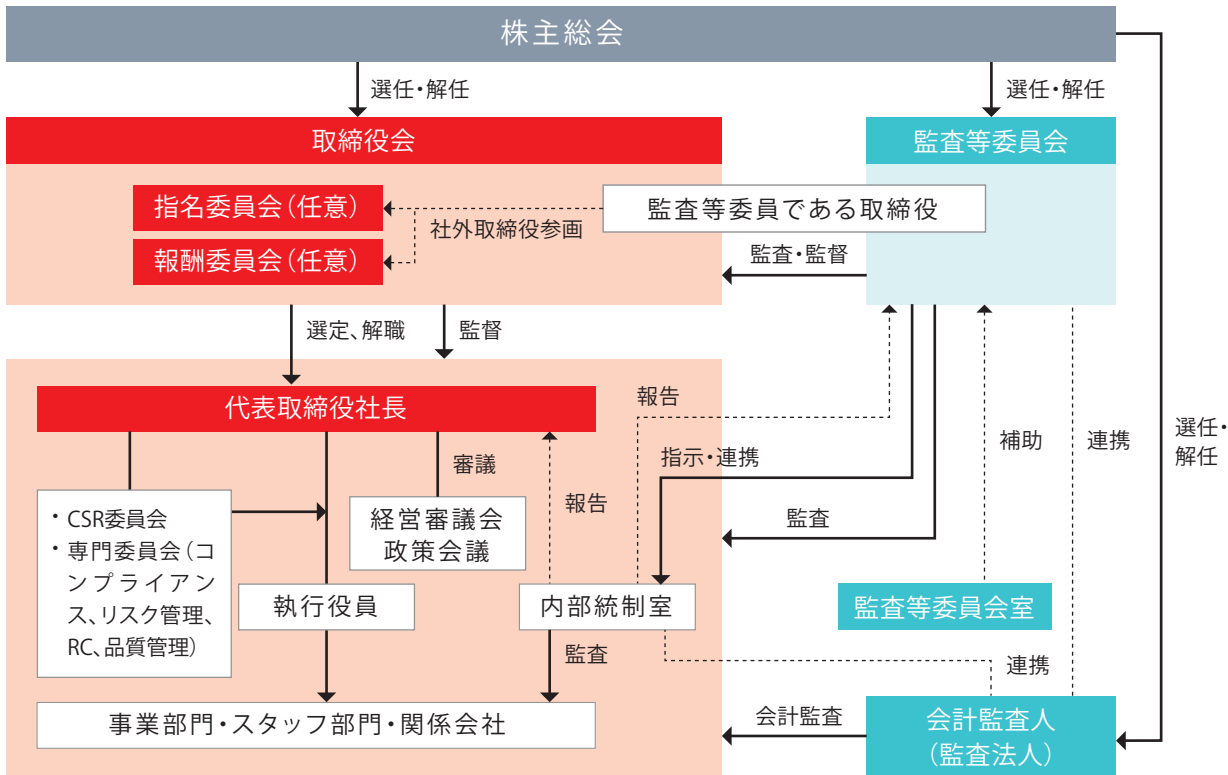 株主総会
選任・解任
選任・解任
取締役会
監査等委員会
指名委員会（任意）
監査等委員である取締役
社外取締役参画
報酬委員会（任意）
監査・監督
選定、解職
監督
代表取締役社長
報告
選任・
解任
補助
連携
審議
指示・連携
・ CSR委員会
・ 専門委員会（コ
ンプライアン
ス、リスク管理、
RC、品質管理）
経営審議会
政策会議
報告
監査
執行役員
内部統制室
監査等委員会室
監査
連携
事業部門・スタッフ部門・関係会社
会計監査
会計監査人
（監査法人）